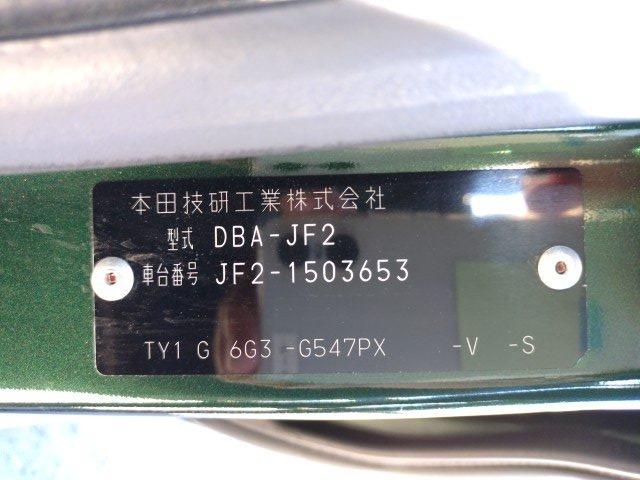 本田技研工業株式会社
型式 DBA-JF2
車台番号 JF2-1503653
TY1 G 6G3 -G547PX -V -S